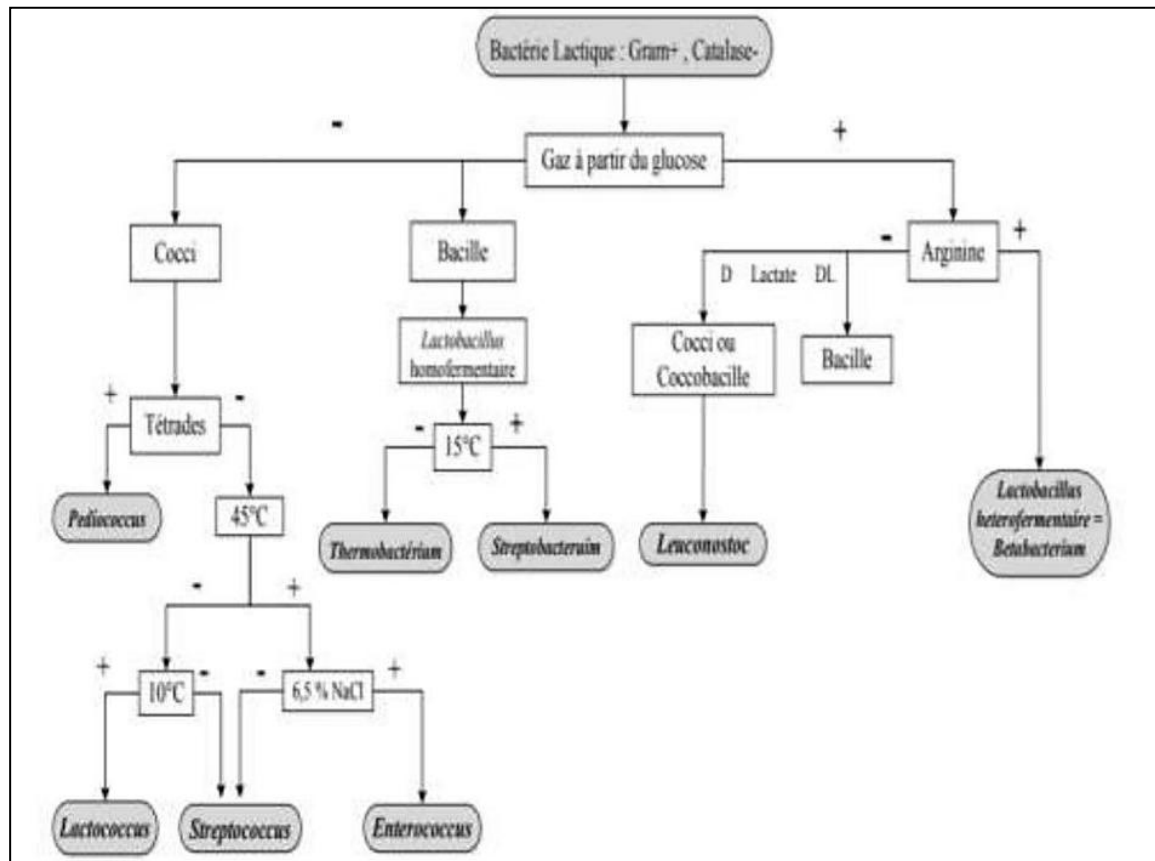 Bactérie Lactique : Gram+ , Catalase-
-
+
Gaz à partir du glucose
Cocci
Bacille
-
+
Arginine
D Lactate DL
Lactobacillus
homofermentaire
Cocci ou
Coccobacille
Bacille
+
-
Tétrades
-
+
15°C
Pediococcus
45°C
Thermobactérium
Streptobacteraim
Leuconostoc
Lactobacillus
heterofermentaire =
Betabacterium
-
+
+
-
10°C
-
+
6,5 % NaCl
Lactococcus
Streptococcus
Enterococcus